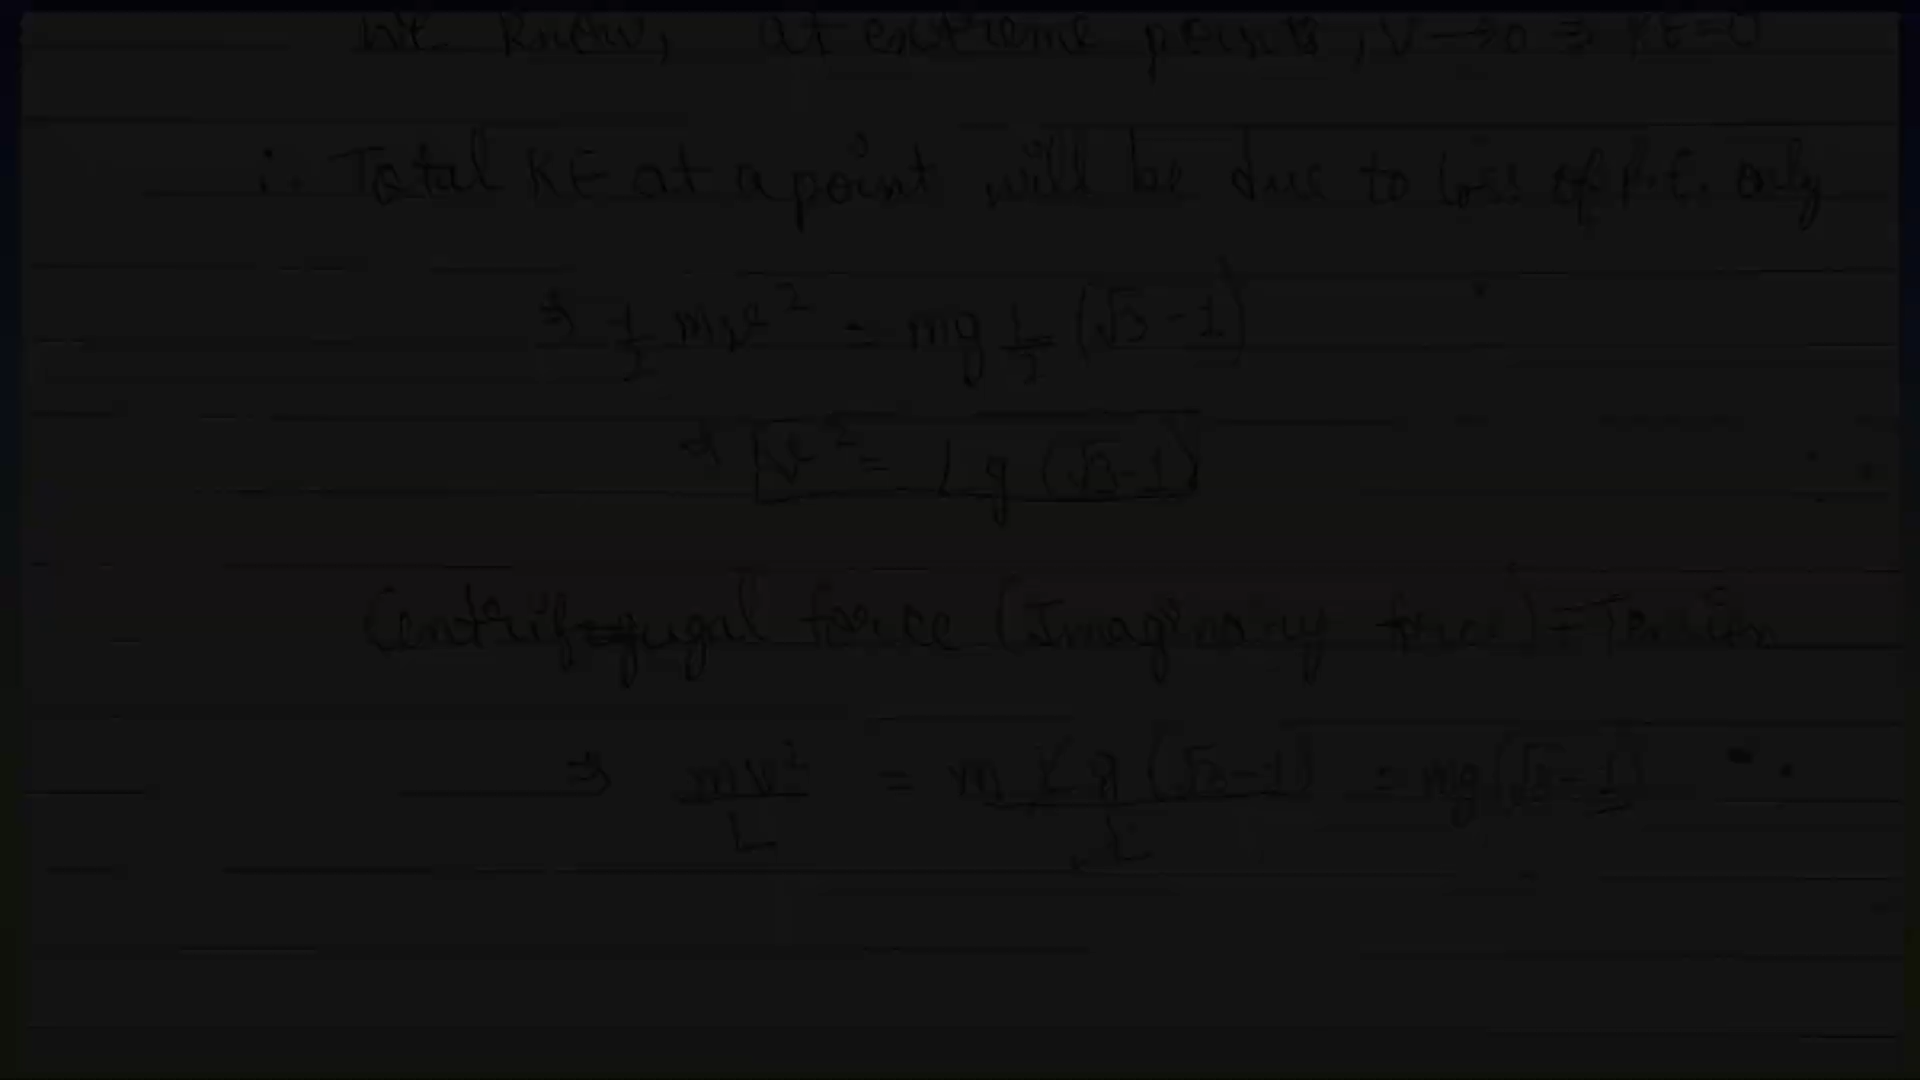 We know, at extreme points, V→0 ⇒ KE=0
∴ Total KE at a point will be due to loss of P.E. only
⇒ 1/2 mv² = mg L/2 (√3-1)
⇒ v² = Lg (√3-1)
Centrifugal force (Imaginary force) = Tension
⇒ mv²/L = m L g (√3-1)/L = mg(√3-1)